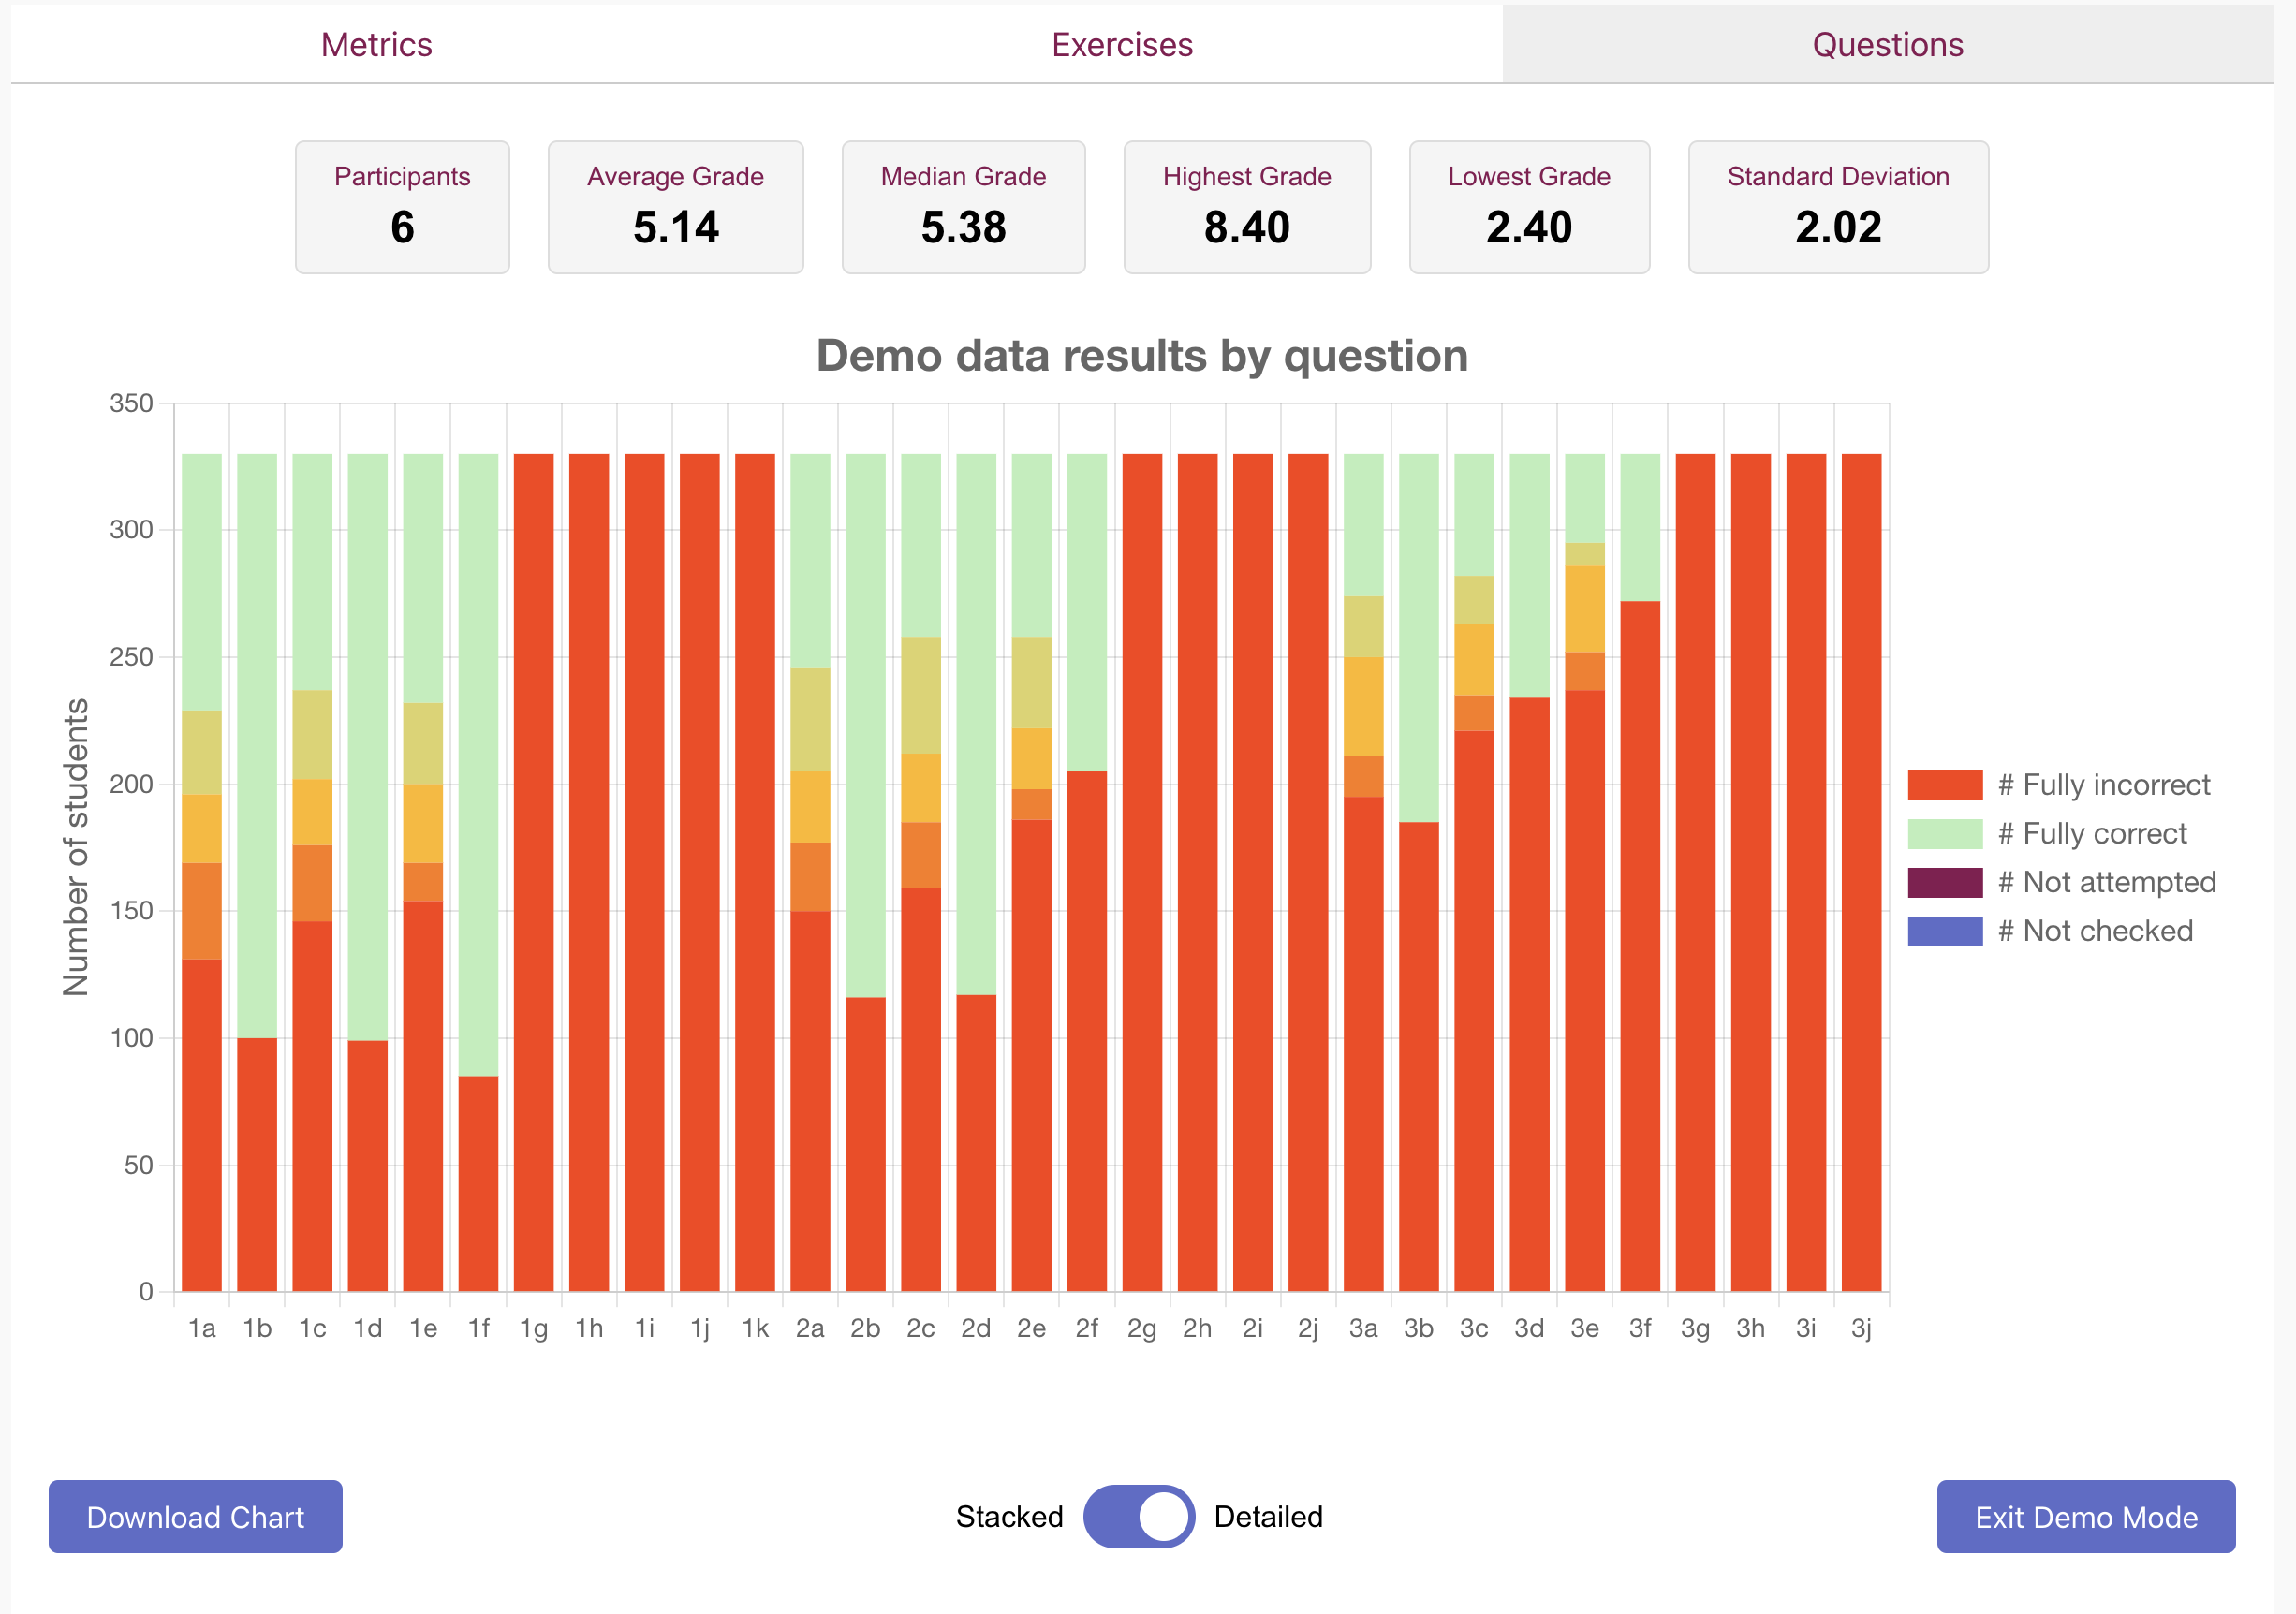 Metrics Exercises Questions
Participants Average Grade Median Grade Highest Grade Lowest Grade Standard Deviation
6 5.14 5.38 8.40 2.40 2.02
Demo data results by question
Number of students
350
300
250
200
150
100
50
0
1a 1b 1c 1d 1e 1f 1g 1h 1i 1j 1k 2a 2b 2c 2d 2e 2f 2g 2h 2i 2j 3a 3b 3c 3d 3e 3f 3g 3h 3i 3j
# Fully incorrect
# Fully correct
# Not attempted
# Not checked
Download Chart Stacked Detailed Exit Demo Mode